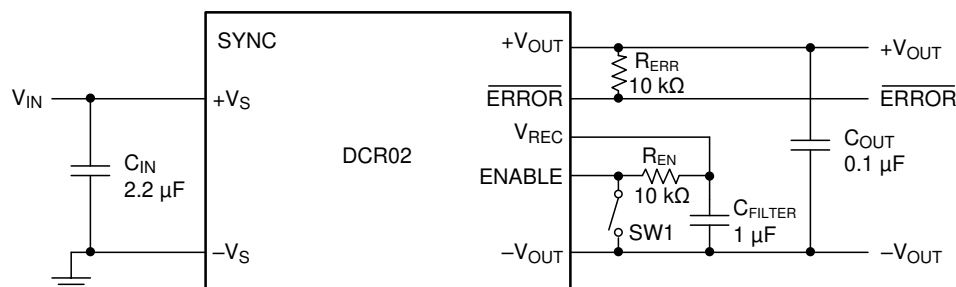 SYNC
+VOUT
+VOUT
RERR
10 kΩ
VIN
+VS
ERROR
ERROR
VREC
CIN
2.2 µF
DCR02
COUT
0.1 µF
ENABLE
REN
10 kΩ
CFILTER
1 µF
SW1
–VS
–VOUT
–VOUT